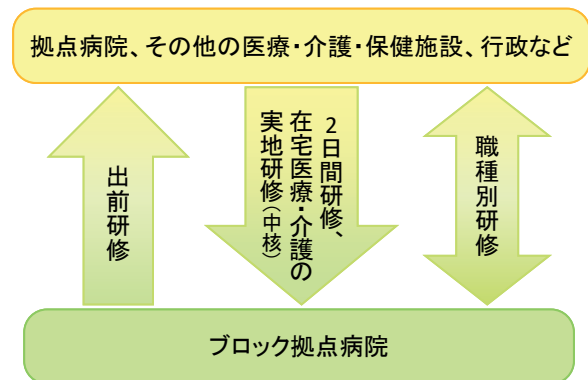 拠点病院、その他の医療・介護・保健施設、行政など
出前研修
2日間研修、
在宅医療・介護の
実地研修(中核)
職種別研修
ブロック拠点病院